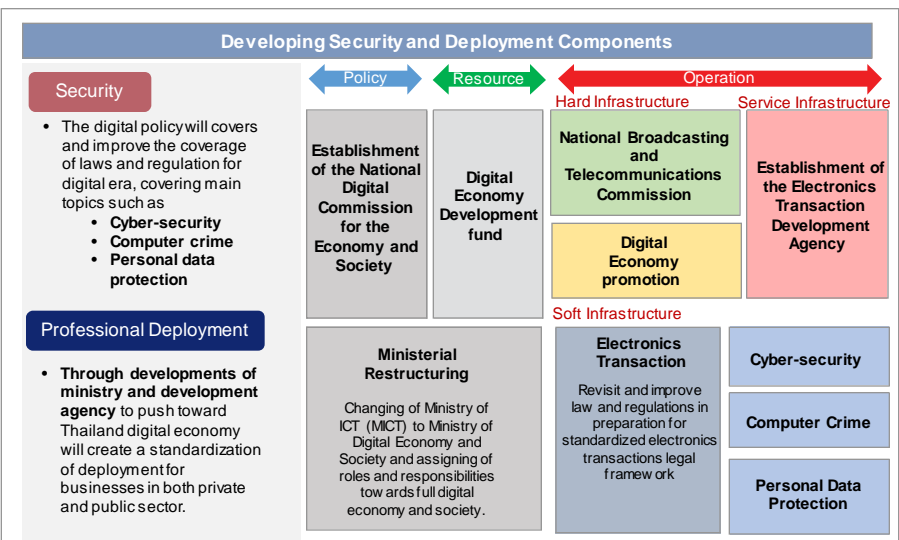 Developing Security and Deployment Components
Security
• The digital policy will covers
and improve the coverage
of laws and regulation for
digital era, covering main
topics such as
• Cyber-security
• Computer crime
• Personal data
protection
Professional Deployment
• Through developments of
ministry and development
agency to push toward
Thailand digital economy
will create a standardization
of deployment for
businesses in both private
and public sector.
Policy
Resource
Operation
Hard Infrastructure
Service Infrastructure
Establishment
of the National
Digital
Commission
for the
Economy and
Society
Digital
Economy
Development
fund
National Broadcasting
and
Telecommunications
Commission
Digital
Economy
promotion
Establishment of
the Electronics
Transaction
Development
Agency
Soft Infrastructure
Ministerial
Restructuring
Changing of Ministry of
ICT (MICT) to Ministry of
Digital Economy and
Society and assigning of
roles and responsibilities
towards full digital
economy and society.
Electronics
Transaction
Revisit and improve
law and regulations in
preparation for
standardized electronics
transactions legal
framework
Cyber-security
Computer Crime
Personal Data
Protection